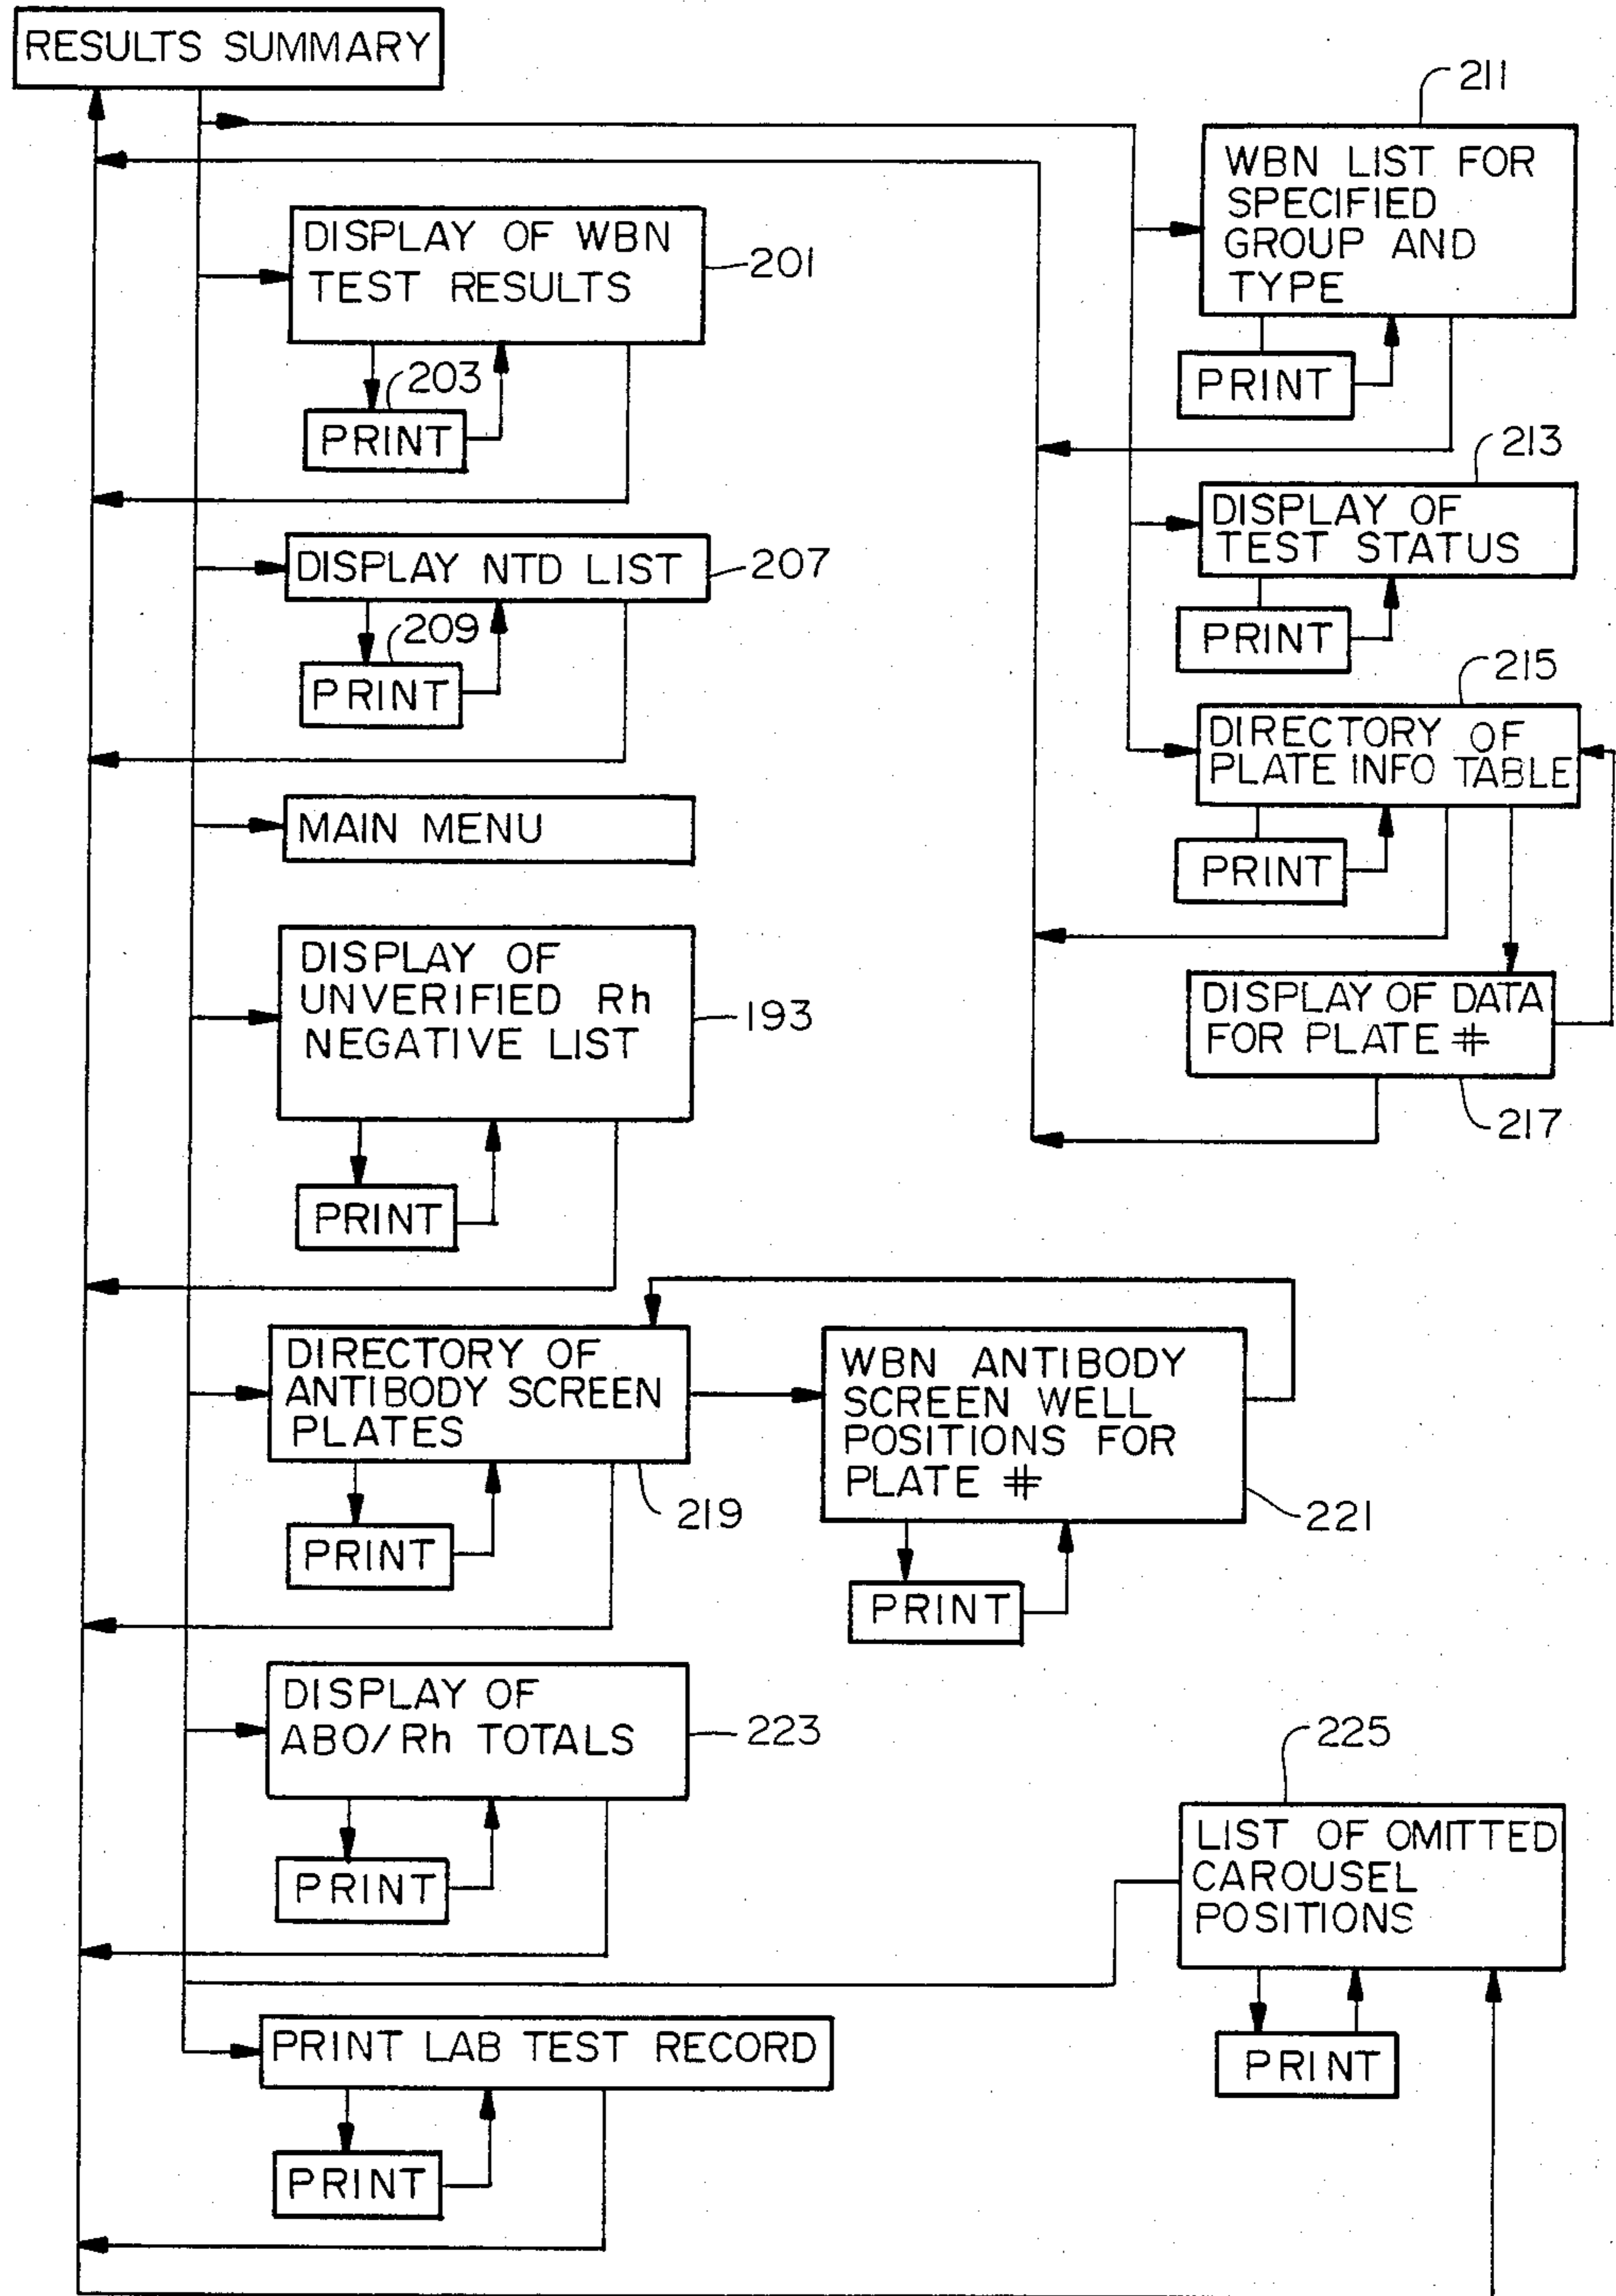 RESULTS SUMMARY
211
WBN LIST FOR
SPECIFIED
GROUP AND
TYPE
PRINT
DISPLAY OF WBN
TEST RESULTS
201
203
PRINT
213
DISPLAY OF
TEST STATUS
PRINT
DISPLAY NTD LIST
207
209
PRINT
215
DIRECTORY OF
PLATE INFO TABLE
PRINT
MAIN MENU
DISPLAY OF
UNVERIFIED Rh
NEGATIVE LIST
193
PRINT
DISPLAY OF DATA
FOR PLATE #
217
DIRECTORY OF
ANTIBODY SCREEN
PLATES
219
PRINT
WBN ANTIBODY
SCREEN WELL
POSITIONS FOR
PLATE #
221
PRINT
DISPLAY OF
ABO/Rh TOTALS
223
PRINT
225
LIST OF OMITTED
CAROUSEL
POSITIONS
PRINT
PRINT LAB TEST RECORD
PRINT